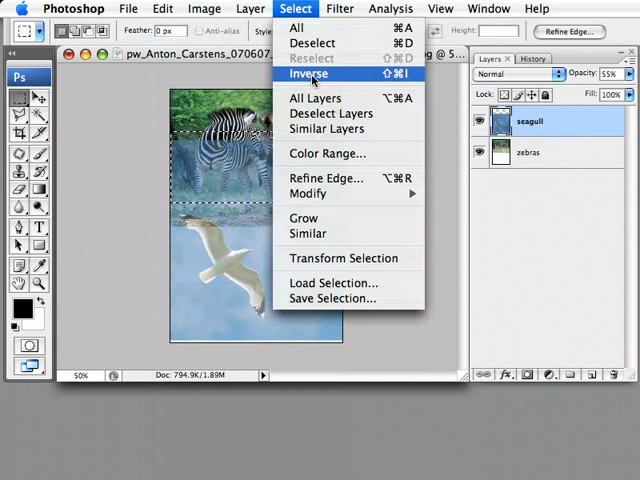 Photoshop File Edit Image Layer Select Filter Analysis View Window
Feather: 0 px Anti-alias Height: Refine Edge...
pw_Anton_Carstens_070607. g @ 5...
Ps
All ⌘A
Deselect ⌘D
Reselect ⇧⌘D
Inverse ⇧⌘I
All Layers ⌥⌘A
Deselect Layers
Similar Layers
Color Range...
Refine Edge... ⌥⌘R
Modify
Grow
Similar
Transform Selection
Load Selection...
Save Selection...
Layers × History
Normal Opacity: 55%
Lock: Fill: 100%
seagull
zebras
50% Doc: 794.9K/1.89M